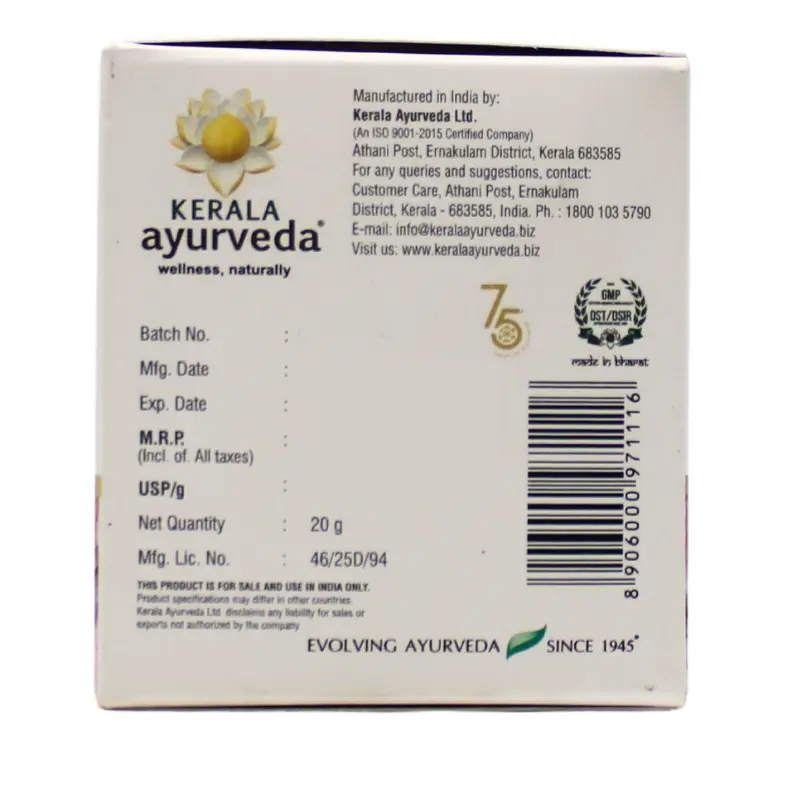 KERALA
ayurveda®
wellness, naturally
Manufactured in India by:
Kerala Ayurveda Ltd.
(An ISO 9001-2015 Certified Company)
Athani Post, Ernakulam District, Kerala 683585
For any queries and suggestions, contact:
Customer Care, Athani Post, Ernakulam
District, Kerala - 683585, India. Ph. : 1800 103 5790
E-mail: info@keralaayurveda.biz
Visit us: www.keralaayurveda.biz
75
GMP
DST/DSIR
made in bharat
Batch No. :
Mfg. Date :
Exp. Date :
M.R.P. :
(Incl. of. All taxes)
USP/g :
Net Quantity : 20 g
Mfg. Lic. No. : 46/25D/94
8 906000 971116
THIS PRODUCT IS FOR SALE AND USE IN INDIA ONLY.
Product specifications may differ in other countries.
Kerala Ayurveda Ltd. disclaims any liability for sales or
exports not authorized by the company
EVOLVING AYURVEDA SINCE 1945